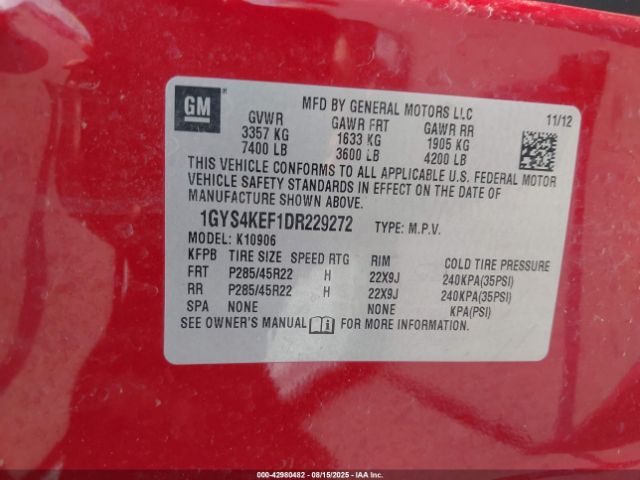 GM
MFD BY GENERAL MOTORS LLC
GVWR GAWR FRT GAWR RR 11/12
3357 KG 1633 KG 1905 KG
7400 LB 3600 LB 4200 LB
THIS VEHICLE CONFORMS TO ALL APPLICABLE U.S. FEDERAL MOTOR
VEHICLE SAFETY STANDARDS IN EFFECT ON THE DATE OF
MANUFACTURE SHOWN ABOVE.
1GYS4KEF1DR229272 TYPE: M.P.V.
MODEL: K10906
KFPB TIRE SIZE SPEED RTG RIM COLD TIRE PRESSURE
FRT P285/45R22 H 22X9J 240KPA(35PSI)
RR P285/45R22 H 22X9J 240KPA(35PSI)
SPA NONE NONE KPA(PSI)
SEE OWNER'S MANUAL FOR MORE INFORMATION.
000-42980482 - 08/15/2025 - IAA Inc.